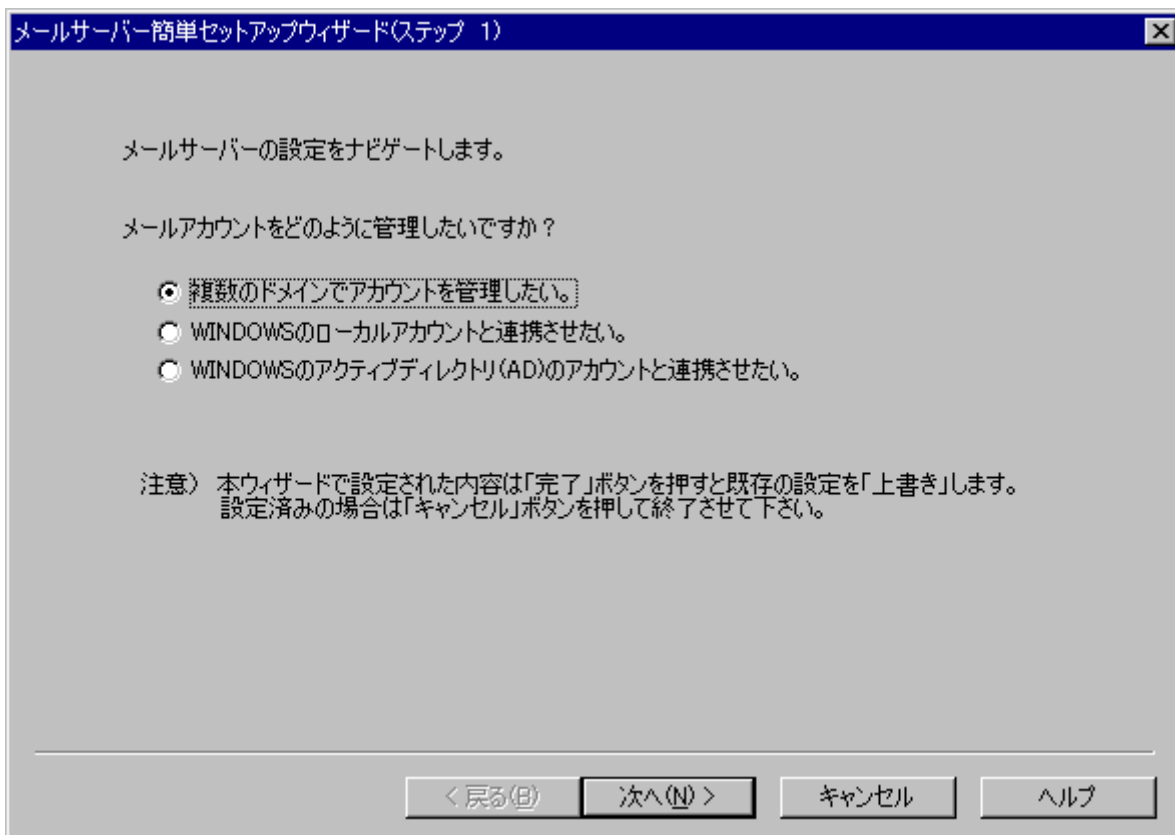 メールサーバー簡単セットアップウィザード(ステップ 1)
メールサーバーの設定をナビゲートします。
メールアカウントをどのように管理したいですか?
複数のドメインでアカウントを管理したい。
WINDOWSのローカルアカウントと連携させたい。
WINDOWSのアクティブディレクトリ(AD)のアカウントと連携させたい。
注意) 本ウィザードで設定された内容は「完了」ボタンを押すと既存の設定を「上書き」します。
設定済みの場合は「キャンセル」ボタンを押して終了させて下さい。
< 戻る(B) 次へ(N) > キャンセル ヘルプ